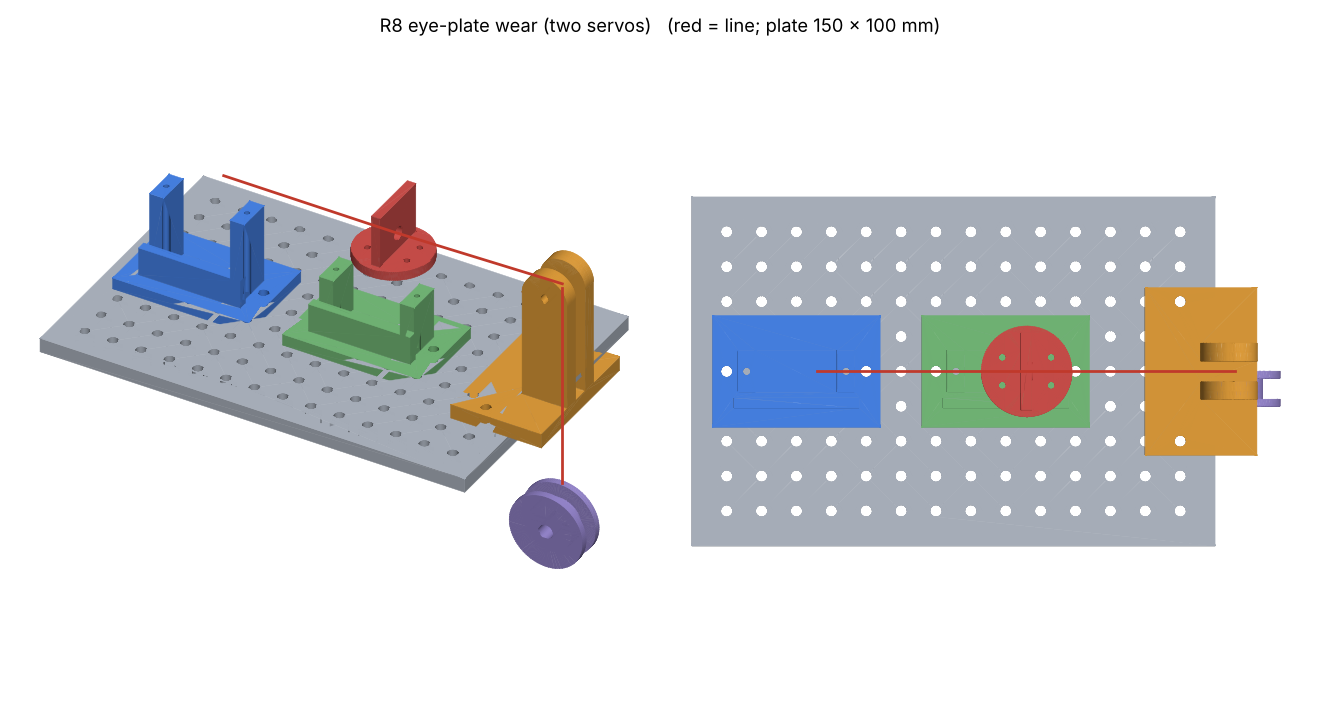 R8 eye-plate wear (two servos)   (red = line; plate 150 × 100 mm)